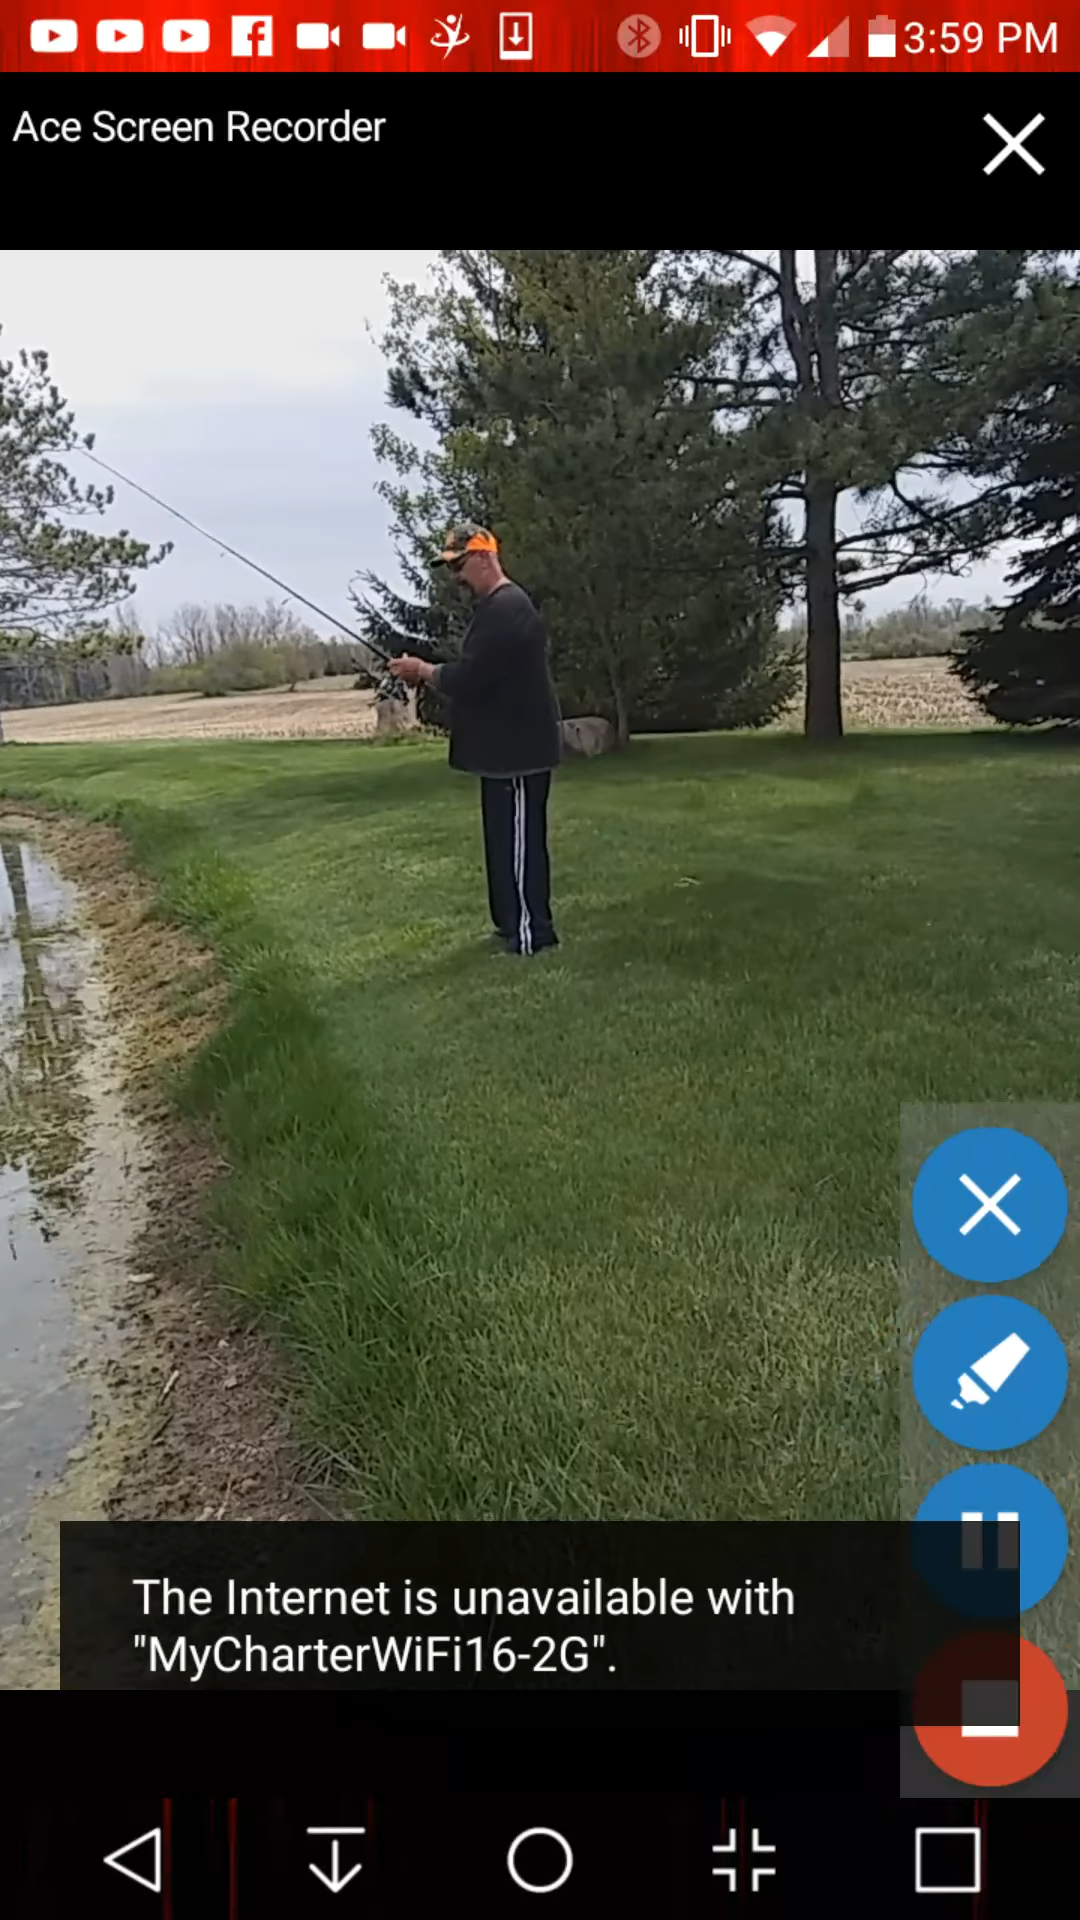 3:59 PM
Ace Screen Recorder
The Internet is unavailable with
"MyCharterWiFi16-2G".